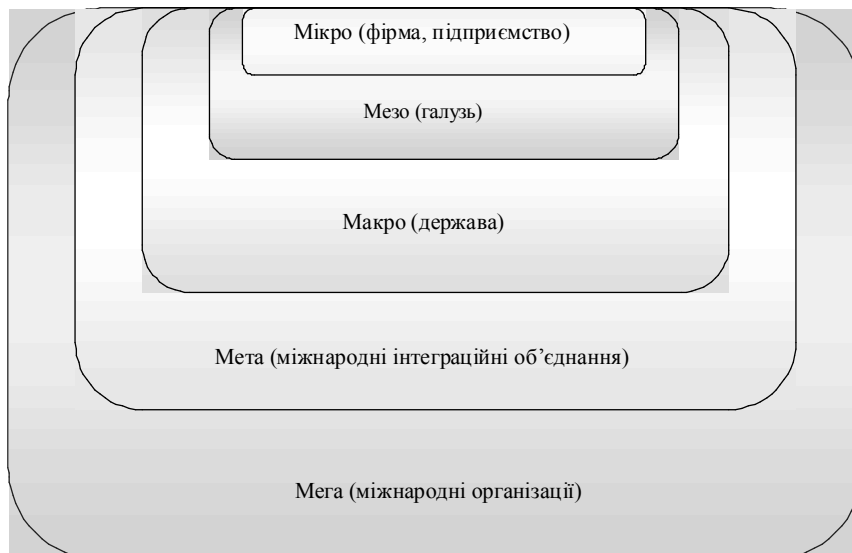 Мікро (фірма, підприємство)
Мезо (галузь)
Макро (держава)
Мета (міжнародні інтеграційні об’єднання)
Мега (міжнародні організації)